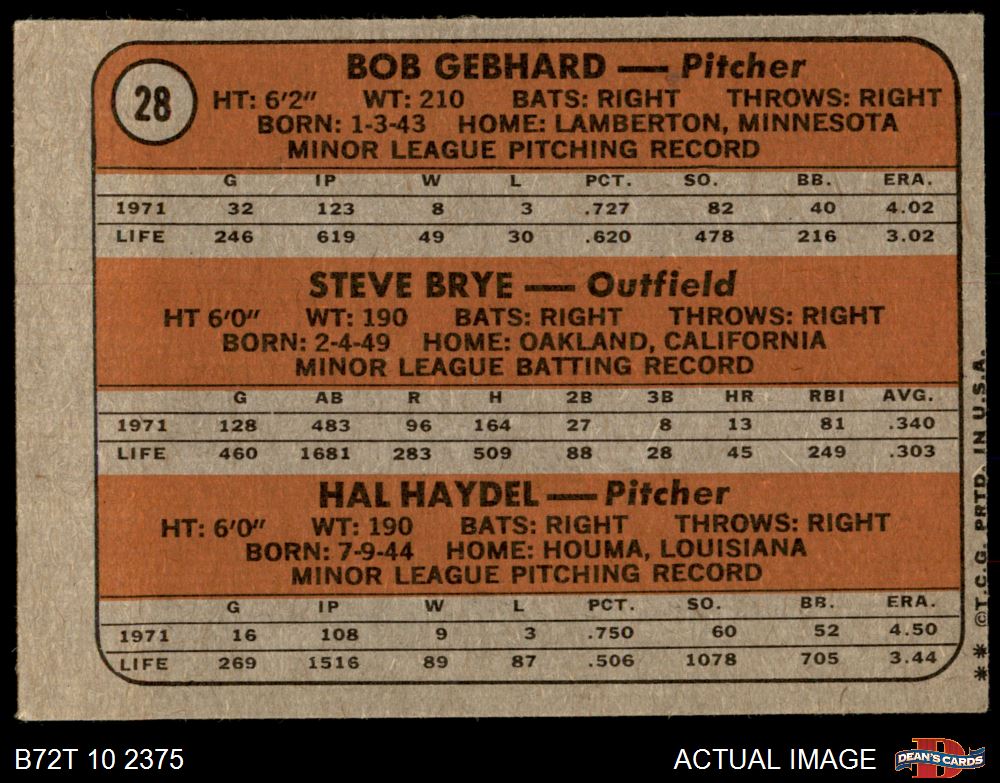 28
BOB GEBHARD — Pitcher
HT: 6'2" WT: 210 BATS: RIGHT THROWS: RIGHT
BORN: 1-3-43 HOME: LAMBERTON, MINNESOTA
MINOR LEAGUE PITCHING RECORD
G IP W L PCT. SO. BB. ERA.
1971 32 123 8 3 .727 82 40 4.02
LIFE 246 619 49 30 .620 478 216 3.02
STEVE BRYE — Outfield
HT 6'0" WT: 190 BATS: RIGHT THROWS: RIGHT
BORN: 2-4-49 HOME: OAKLAND, CALIFORNIA
MINOR LEAGUE BATTING RECORD
G AB R H 2B 3B HR RBI AVG.
1971 128 483 96 164 27 8 13 81 .340
LIFE 460 1681 283 509 88 28 45 249 .303
HAL HAYDEL — Pitcher
HT: 6'0" WT: 190 BATS: RIGHT THROWS: RIGHT
BORN: 7-9-44 HOME: HOUMA, LOUISIANA
MINOR LEAGUE PITCHING RECORD
G IP W L PCT. SO. BB. ERA.
1971 16 108 9 3 .750 60 52 4.50
LIFE 269 1516 89 87 .506 1078 705 3.44
** ©T.C.G. PRTD. IN U.S.A.
B72T 10 2375
ACTUAL IMAGE
D
DEAN'S CARDS